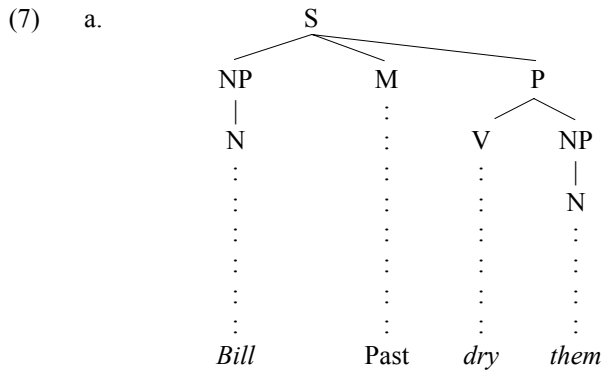 (7) a. S
NP M P
N V NP
N
Bill Past dry them